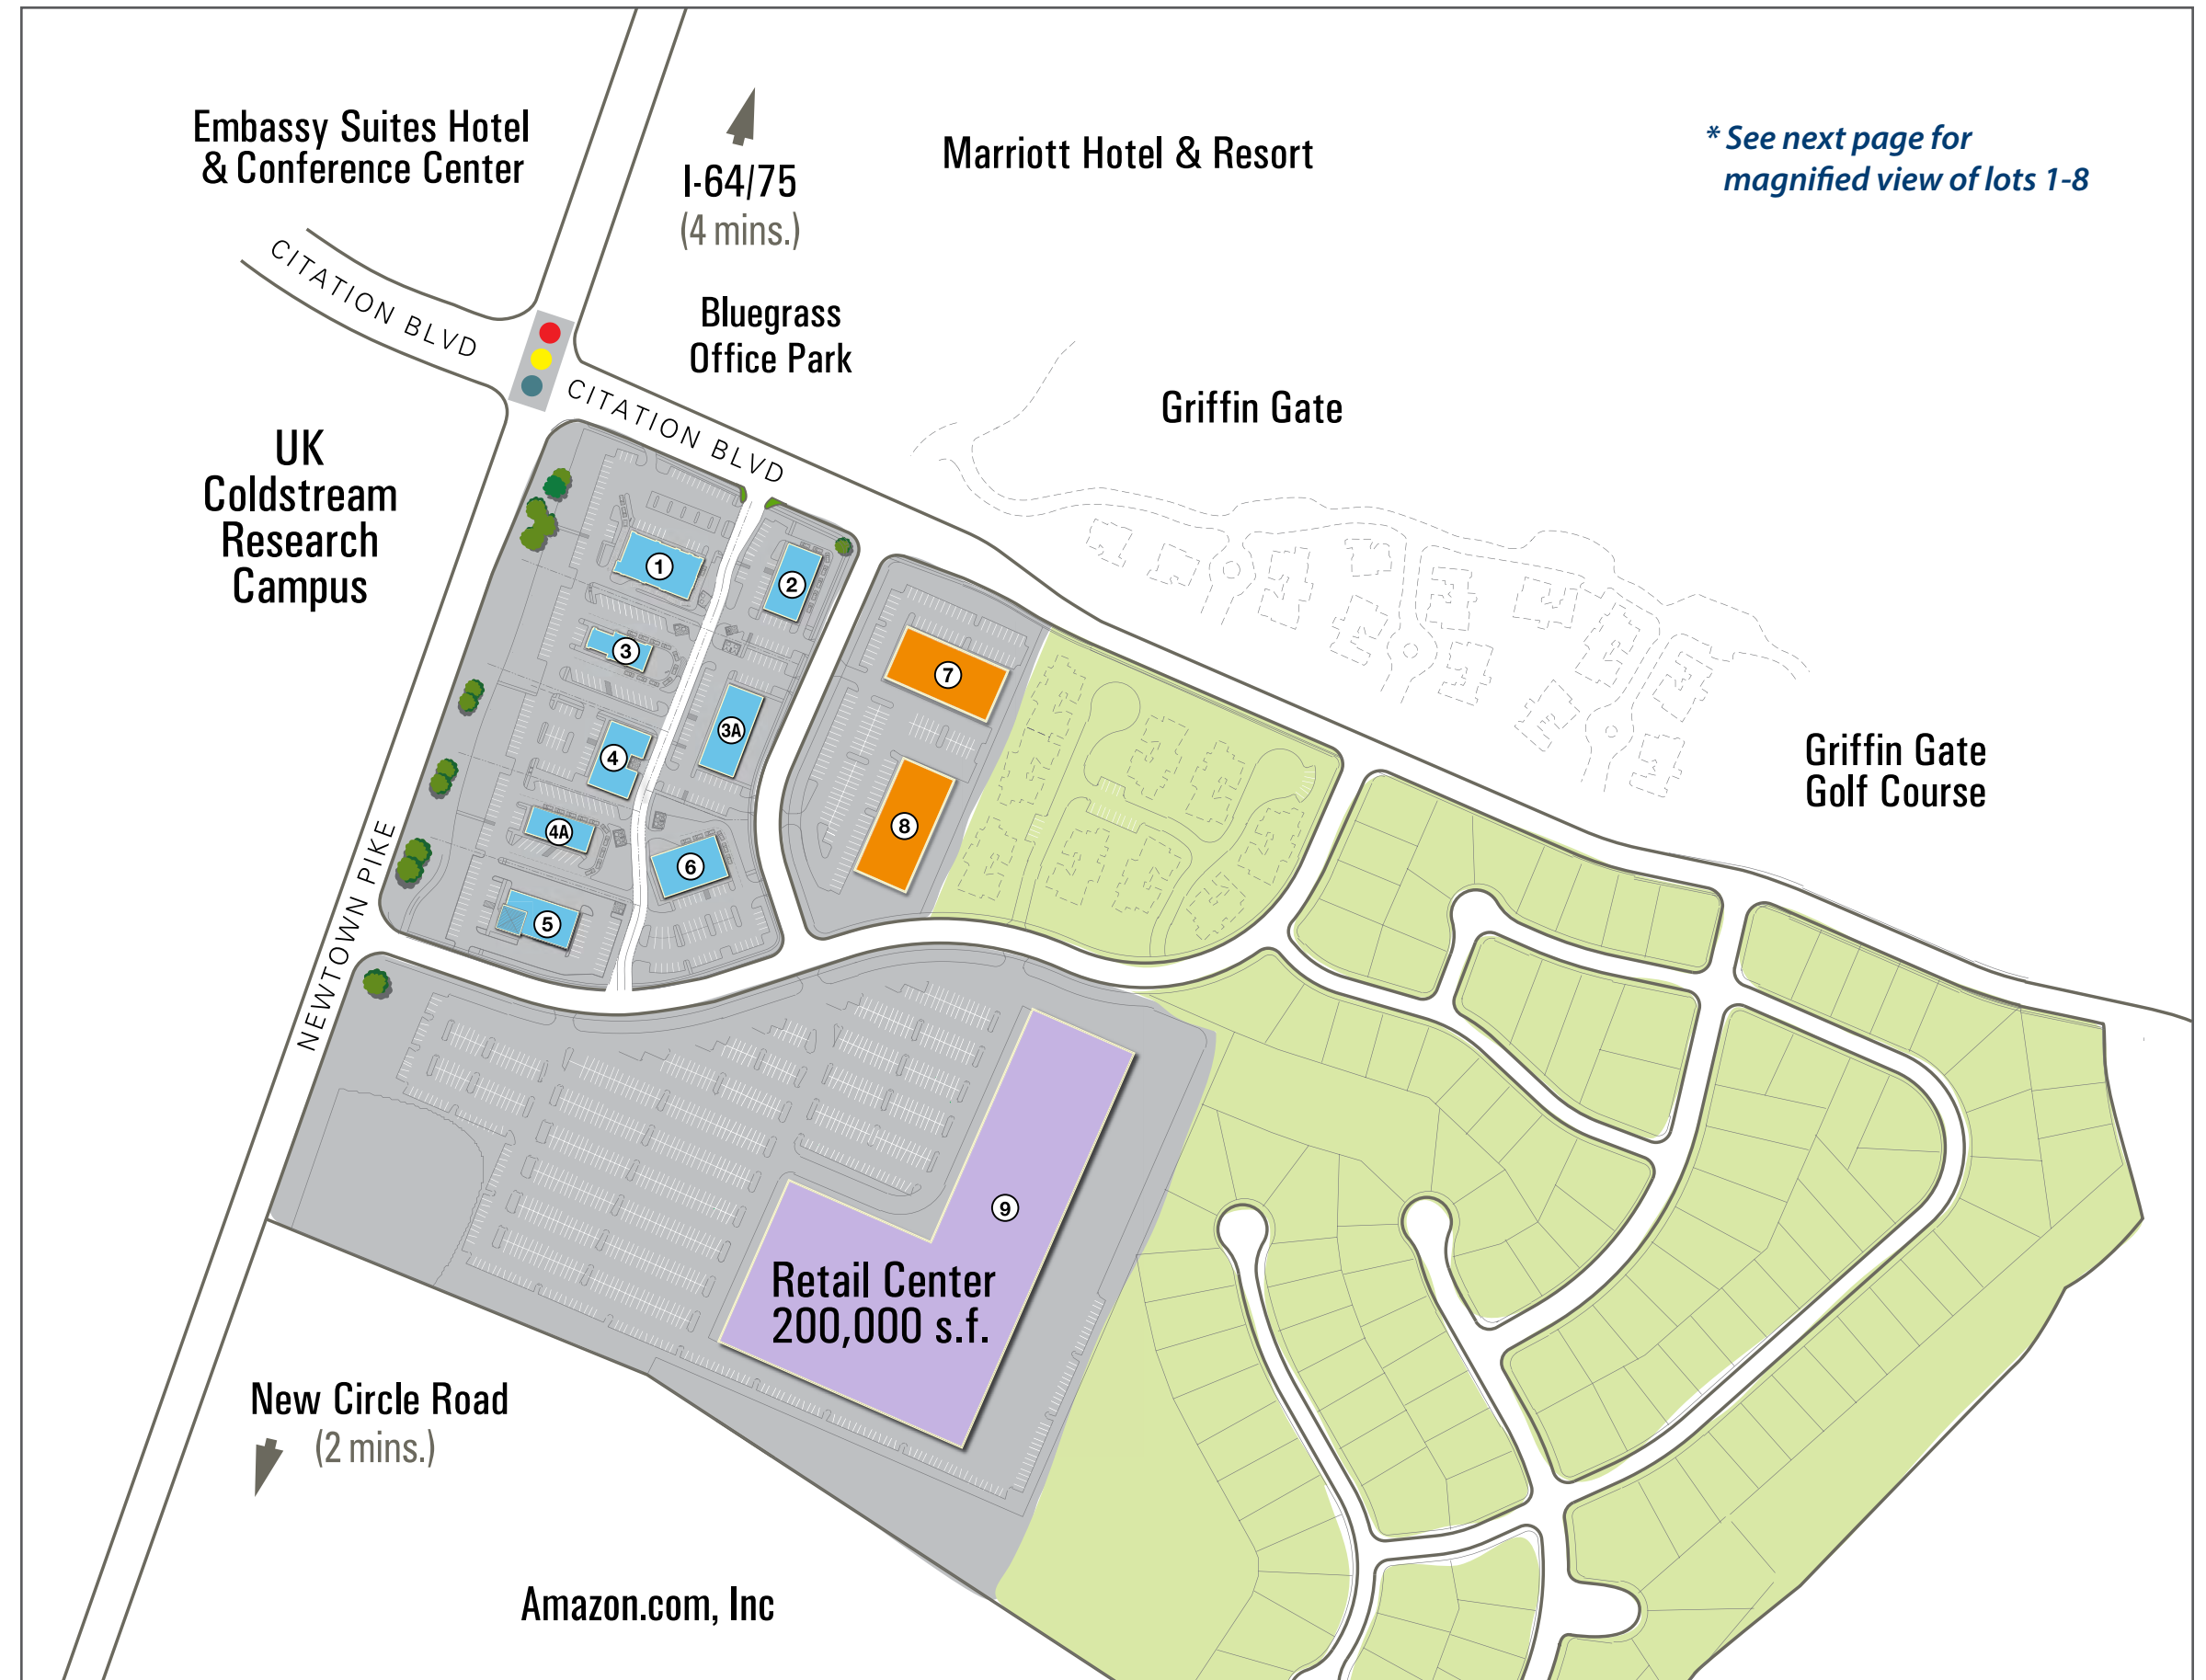 Embassy Suites Hotel
& Conference Center
I-64/75
(4 mins.)
Marriott Hotel & Resort
* See next page for
magnified view of lots 1-8
CITATION BLVD
Bluegrass
Office Park
CITATION BLVD
Griffin Gate
UK
Coldstream
Research
Campus
1
2
3
7
3A
4
Griffin Gate
Golf Course
8
4A
6
5
NEWTOWN PIKE
9
Retail Center
200,000 s.f.
New Circle Road
(2 mins.)
Amazon.com, Inc